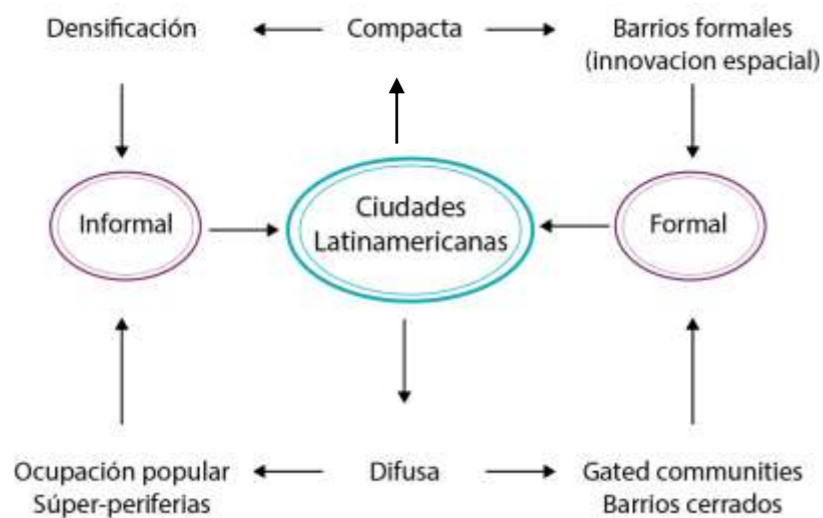 Densificación
Compacta
Barrios formales
(innovacion espacial)
Informal
Ciudades
Latinamericanas
Formal
Ocupación popular
Súper-periferias
Difusa
Gated communities
Barrios cerrados